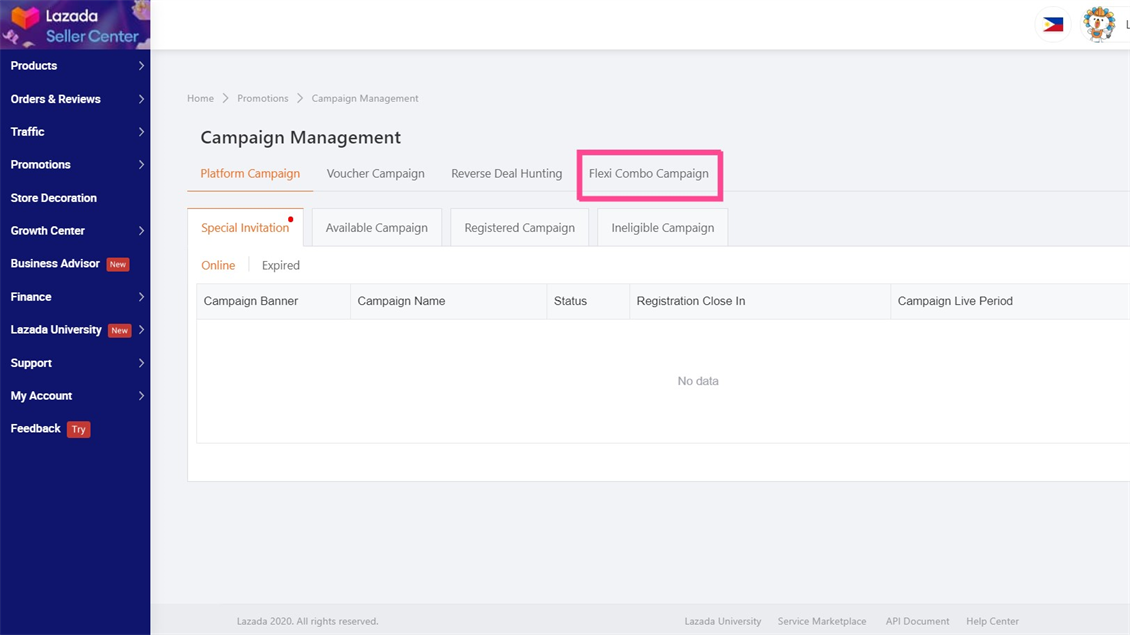 Lazada
Seller Center
Products
Orders & Reviews
Traffic
Promotions
Store Decoration
Growth Center
Business Advisor New
Finance
Lazada University New
Support
My Account
Feedback Try
Home > Promotions > Campaign Management
Campaign Management
Platform Campaign Voucher Campaign Reverse Deal Hunting Flexi Combo Campaign
Special Invitation Available Campaign Registered Campaign Ineligible Campaign
Online Expired
Campaign Banner Campaign Name Status Registration Close In Campaign Live Period
No data
Lazada 2020. All rights reserved. Lazada University Service Marketplace API Document Help Center